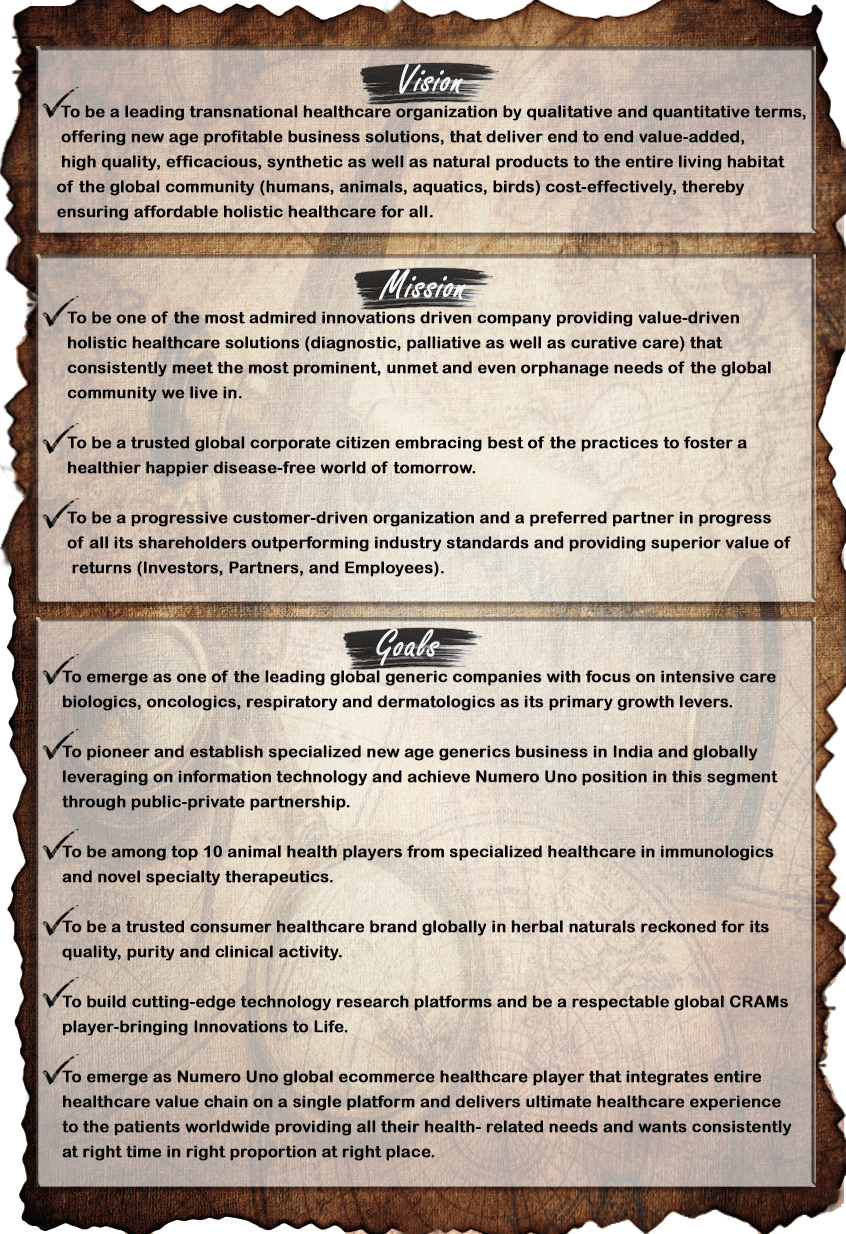 Vision
To be a leading transnational healthcare organization by qualitative and quantitative terms,
offering new age profitable business solutions, that deliver end to end value-added,
high quality, efficacious, synthetic as well as natural products to the entire living habitat
of the global community (humans, animals, aquatics, birds) cost-effectively, thereby
ensuring affordable holistic healthcare for all.
Mission
To be one of the most admired innovations driven company providing value-driven
holistic healthcare solutions (diagnostic, palliative as well as curative care) that
consistently meet the most prominent, unmet and even orphanage needs of the global
community we live in.
To be a trusted global corporate citizen embracing best of the practices to foster a
healthier happier disease-free world of tomorrow.
To be a progressive customer-driven organization and a preferred partner in progress
of all its shareholders outperforming industry standards and providing superior value of
returns (Investors, Partners, and Employees).
Goals
To emerge as one of the leading global generic companies with focus on intensive care
biologics, oncologics, respiratory and dermatologics as its primary growth levers.
To pioneer and establish specialized new age generics business in India and globally
leveraging on information technology and achieve Numero Uno position in this segment
through public-private partnership.
To be among top 10 animal health players from specialized healthcare in immunologics
and novel specialty therapeutics.
To be a trusted consumer healthcare brand globally in herbal naturals reckoned for its
quality, purity and clinical activity.
To build cutting-edge technology research platforms and be a respectable global CRAMs
player-bringing Innovations to Life.
To emerge as Numero Uno global ecommerce healthcare player that integrates entire
healthcare value chain on a single platform and delivers ultimate healthcare experience
to the patients worldwide providing all their health- related needs and wants consistently
at right time in right proportion at right place.